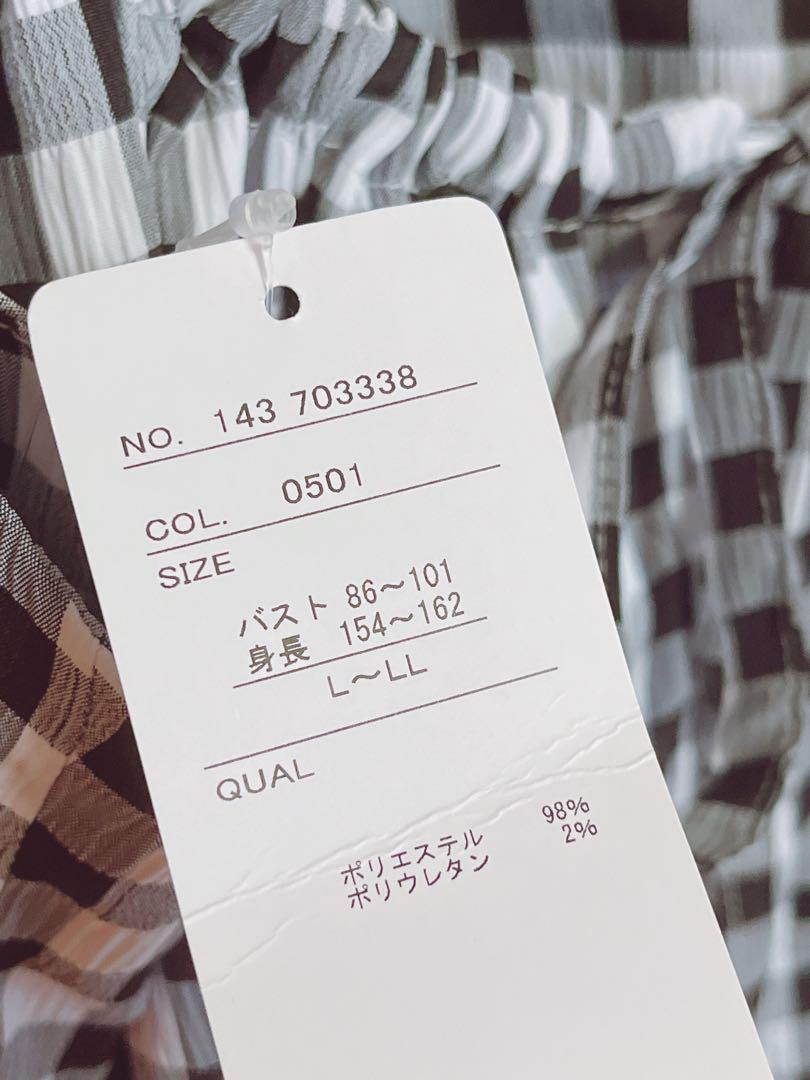 NO. 143 703338
COL. 0501
SIZE
バスト 86～101
身長 154～162
L～LL
QUAL
ポリエステル 98%
ポリウレタン 2%